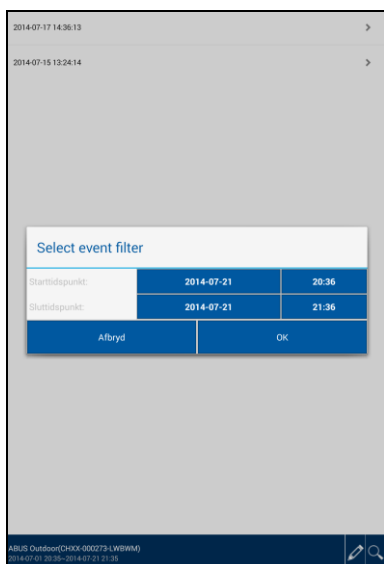 2014-07-17 14:36:13
2014-07-15 13:24:14
Select event filter
Starttidspunkt: 2014-07-21 20:36
Sluttidspunkt: 2014-07-21 21:36
Afbryd OK
ABUS Outdoor(CHXX-000273-LWBWM)
2014-07-01 20:36~2014-07-21 21:35